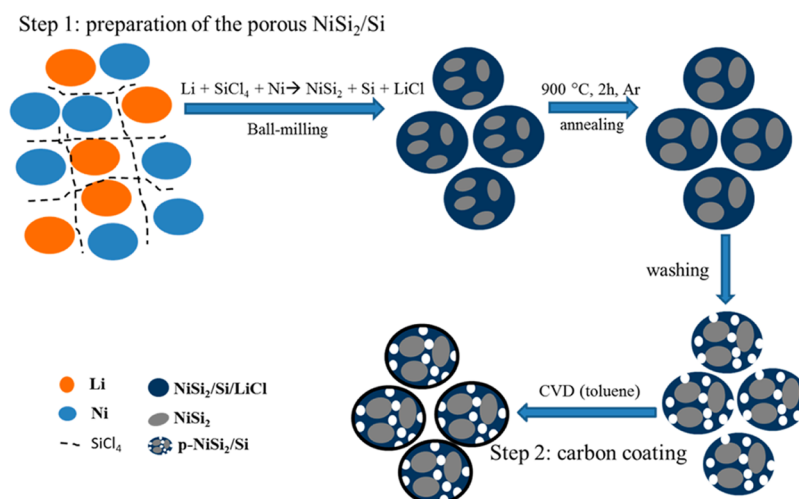 Step 1: preparation of the porous NiSi₂/Si
Li + SiCl₄ + Ni→ NiSi₂ + Si + LiCl
Ball-milling
900 °C, 2h, Ar
annealing
washing
CVD (toluene)
Step 2: carbon coating
Li
Ni
SiCl₄
NiSi₂/Si/LiCl
NiSi₂
p-NiSi₂/Si